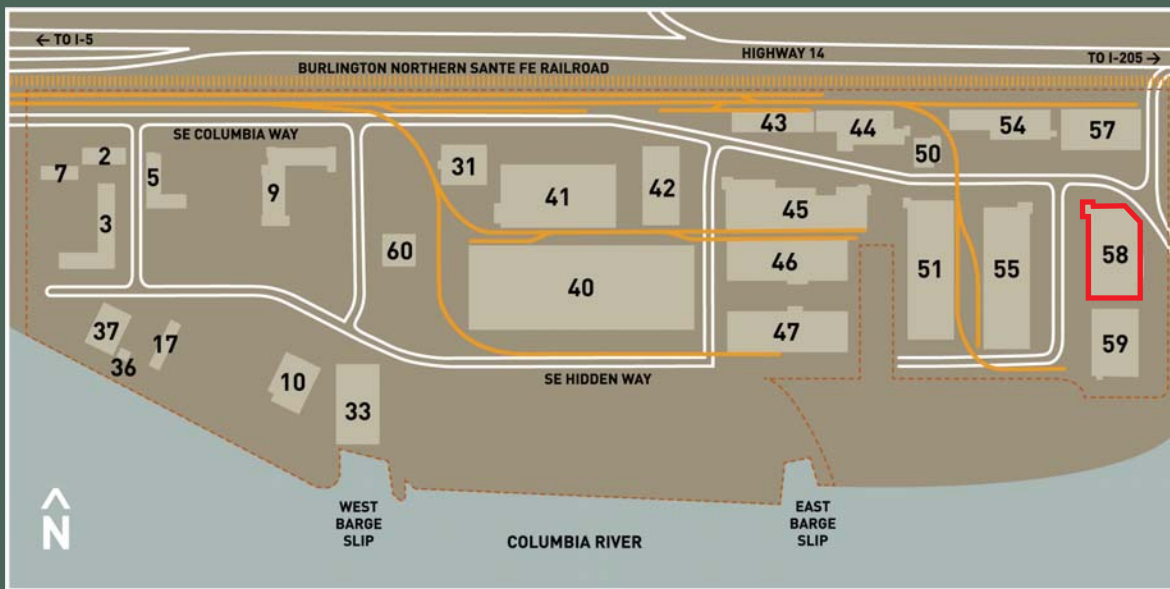 ← TO I-5
HIGHWAY 14
TO I-205 →
BURLINGTON NORTHERN SANTE FE RAILROAD
SE COLUMBIA WAY
43
44
54
57
50
7
2
5
9
31
41
42
45
3
60
40
46
51
55
58
37
36
17
10
33
47
59
SE HIDDEN WAY
N
WEST
BARGE
SLIP
EAST
BARGE
SLIP
COLUMBIA RIVER